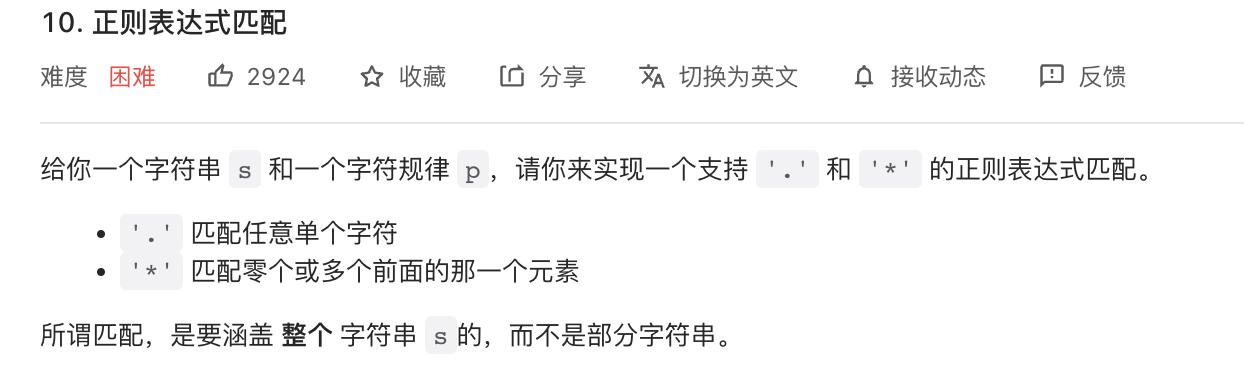 10. 正则表达式匹配
难度 困难 2924 收藏 分享 切换为英文 接收动态 反馈
给你一个字符串 s 和一个字符规律 p，请你来实现一个支持 '.' 和 '*' 的正则表达式匹配。
• '.' 匹配任意单个字符
• '*' 匹配零个或多个前面的那一个元素
所谓匹配，是要涵盖 整个 字符串 s的，而不是部分字符串。